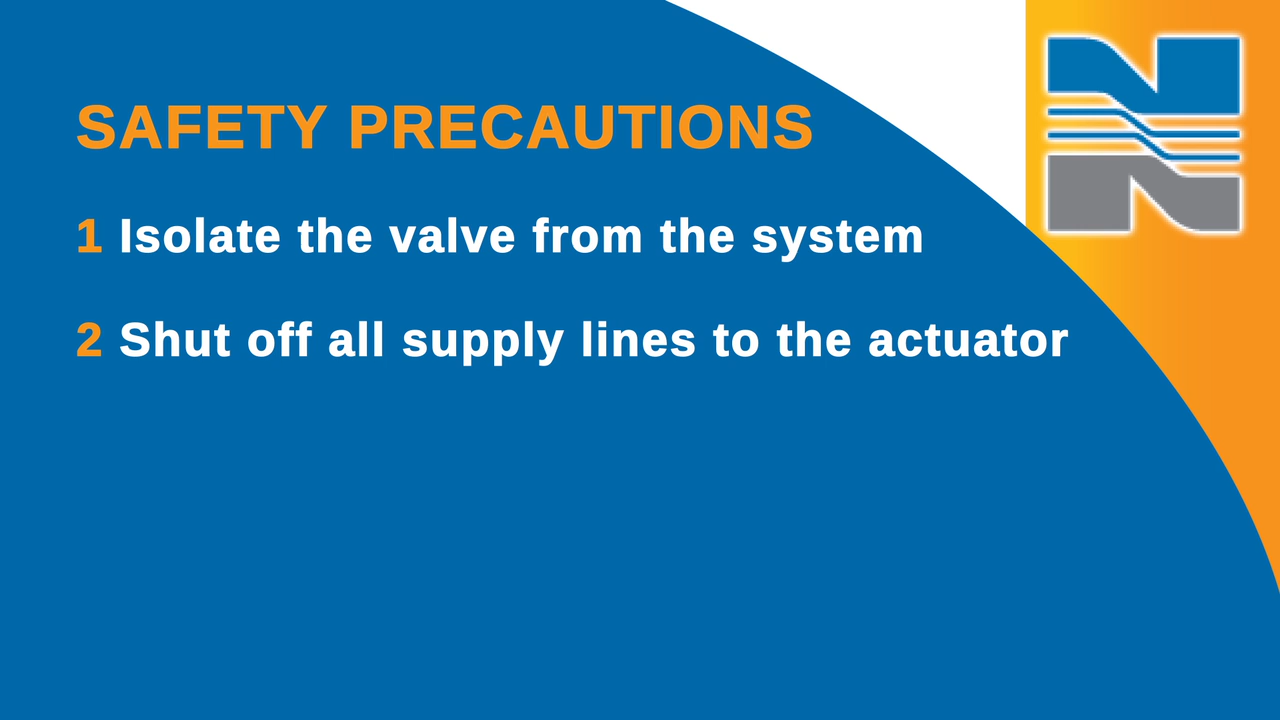 SAFETY PRECAUTIONS
1 Isolate the valve from the system
2 Shut off all supply lines to the actuator